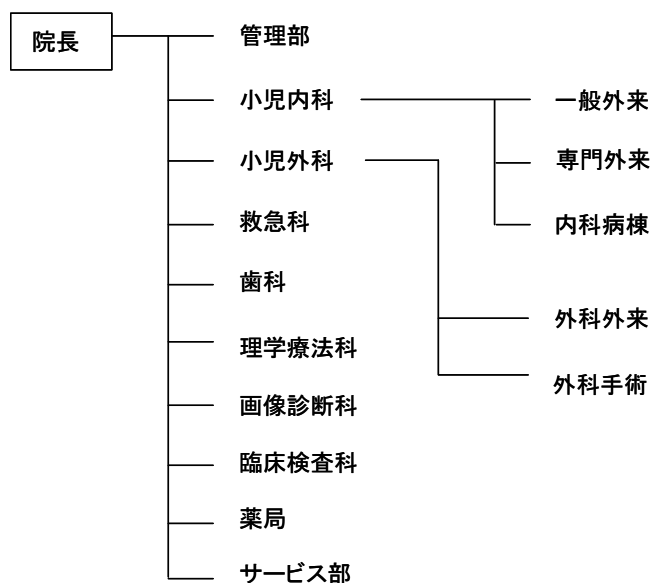 院長
管理部
小児内科
小児外科
救急科
歯科
理学療法科
画像診断科
臨床検査科
薬局
サービス部
一般外来
専門外来
内科病棟
外科外来
外科手術